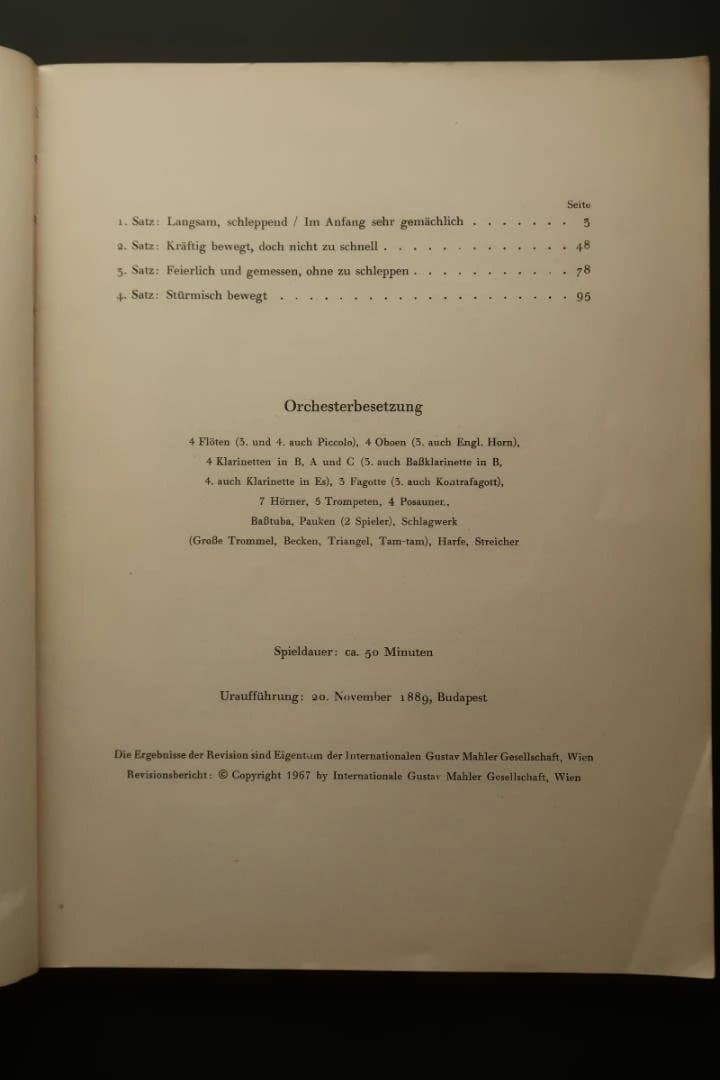 Seite
1. Satz: Langsam, schleppend / Im Anfang sehr gemächlich . . . . . . . 3
2. Satz: Kräftig bewegt, doch nicht zu schnell . . . . . . . . . . . . . 48
3. Satz: Feierlich und gemessen, ohne zu schleppen . . . . . . . . . . . 78
4. Satz: Stürmisch bewegt . . . . . . . . . . . . . . . . . . . . 95
Orchesterbesetzung
4 Flöten (3. und 4. auch Piccolo), 4 Oboen (3. auch Engl. Horn),
4 Klarinetten in B, A und C (3. auch Baßklarinette in B,
4. auch Klarinette in Es), 3 Fagotte (3. auch Kontrafagott),
7 Hörner, 5 Trompeten, 4 Posaunen,
Baßtuba, Pauken (2 Spieler), Schlagwerk
(Große Trommel, Becken, Triangel, Tam-tam), Harfe, Streicher
Spieldauer: ca. 50 Minuten
Uraufführung: 20. November 1889, Budapest
Die Ergebnisse der Revision sind Eigentum der Internationalen Gustav Mahler Gesellschaft, Wien
Revisionsbericht: © Copyright 1967 by Internationale Gustav Mahler Gesellschaft, Wien